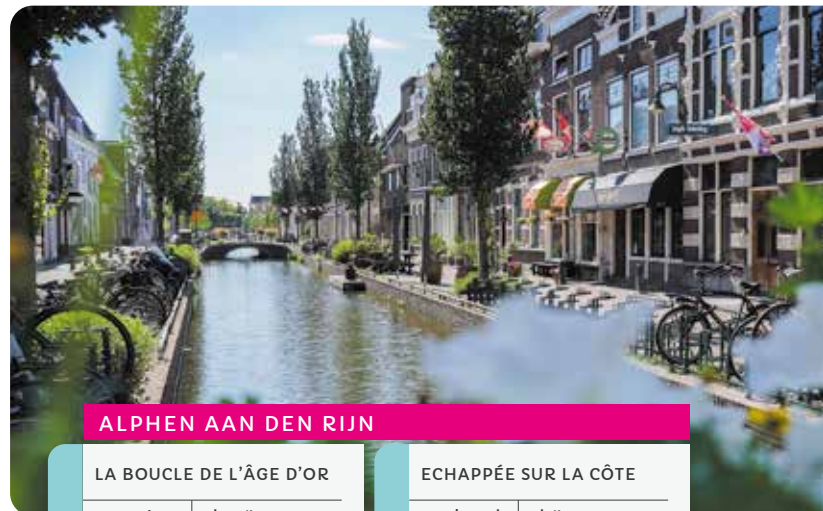 ALPHEN AAN DEN RIJN
LA BOUCLE DE L'ÂGE D'OR
ECHAPPÉE SUR LA CÔTE